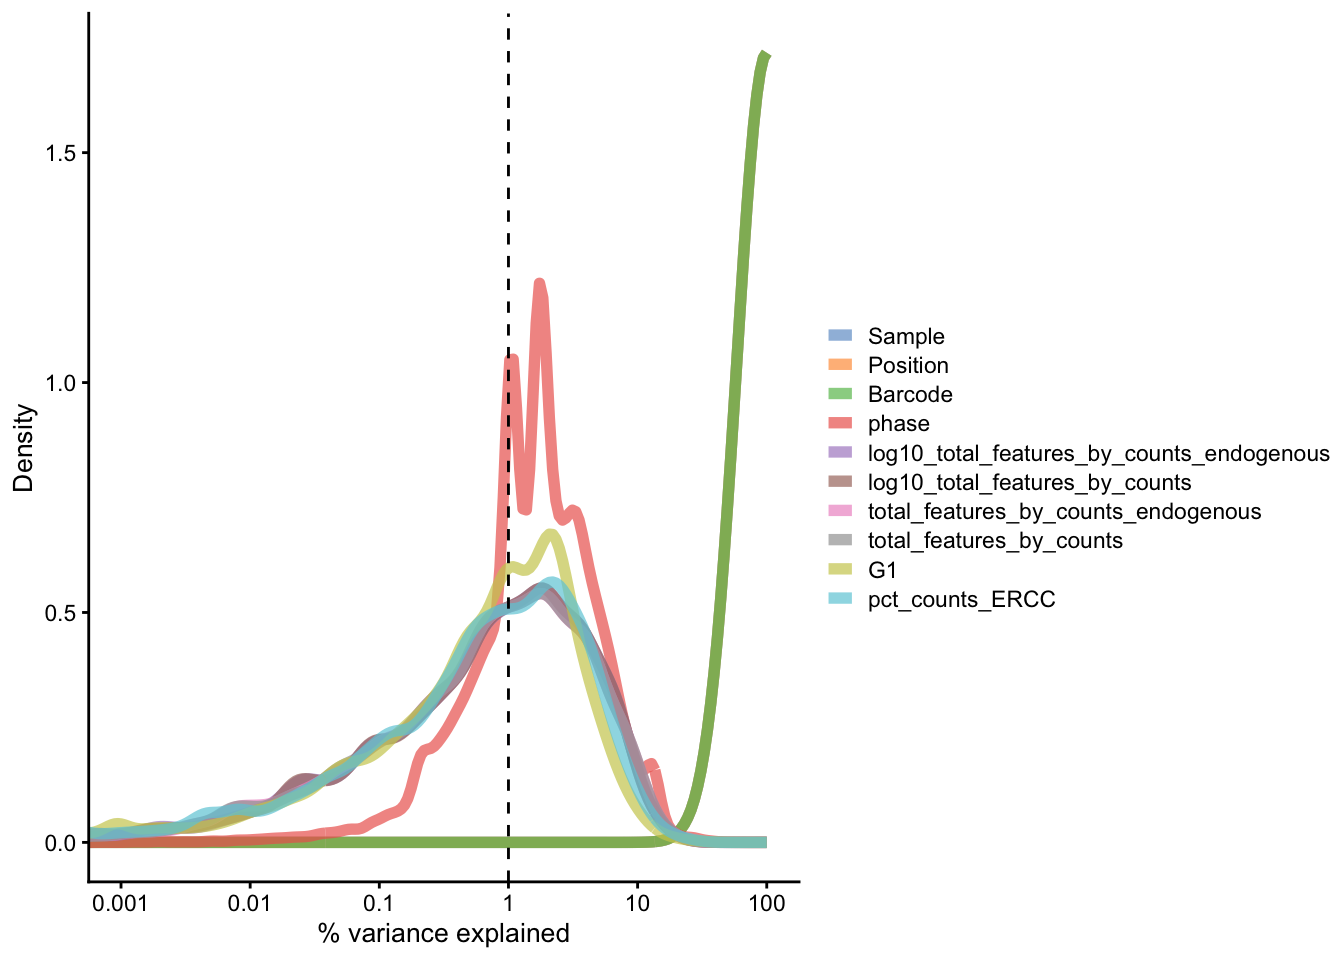 Density
1.5
1.0
0.5
0.0
0.001 0.01 0.1 1 10 100
% variance explained
Sample
Position
Barcode
phase
log10_total_features_by_counts_endogenous
log10_total_features_by_counts
total_features_by_counts_endogenous
total_features_by_counts
G1
pct_counts_ERCC